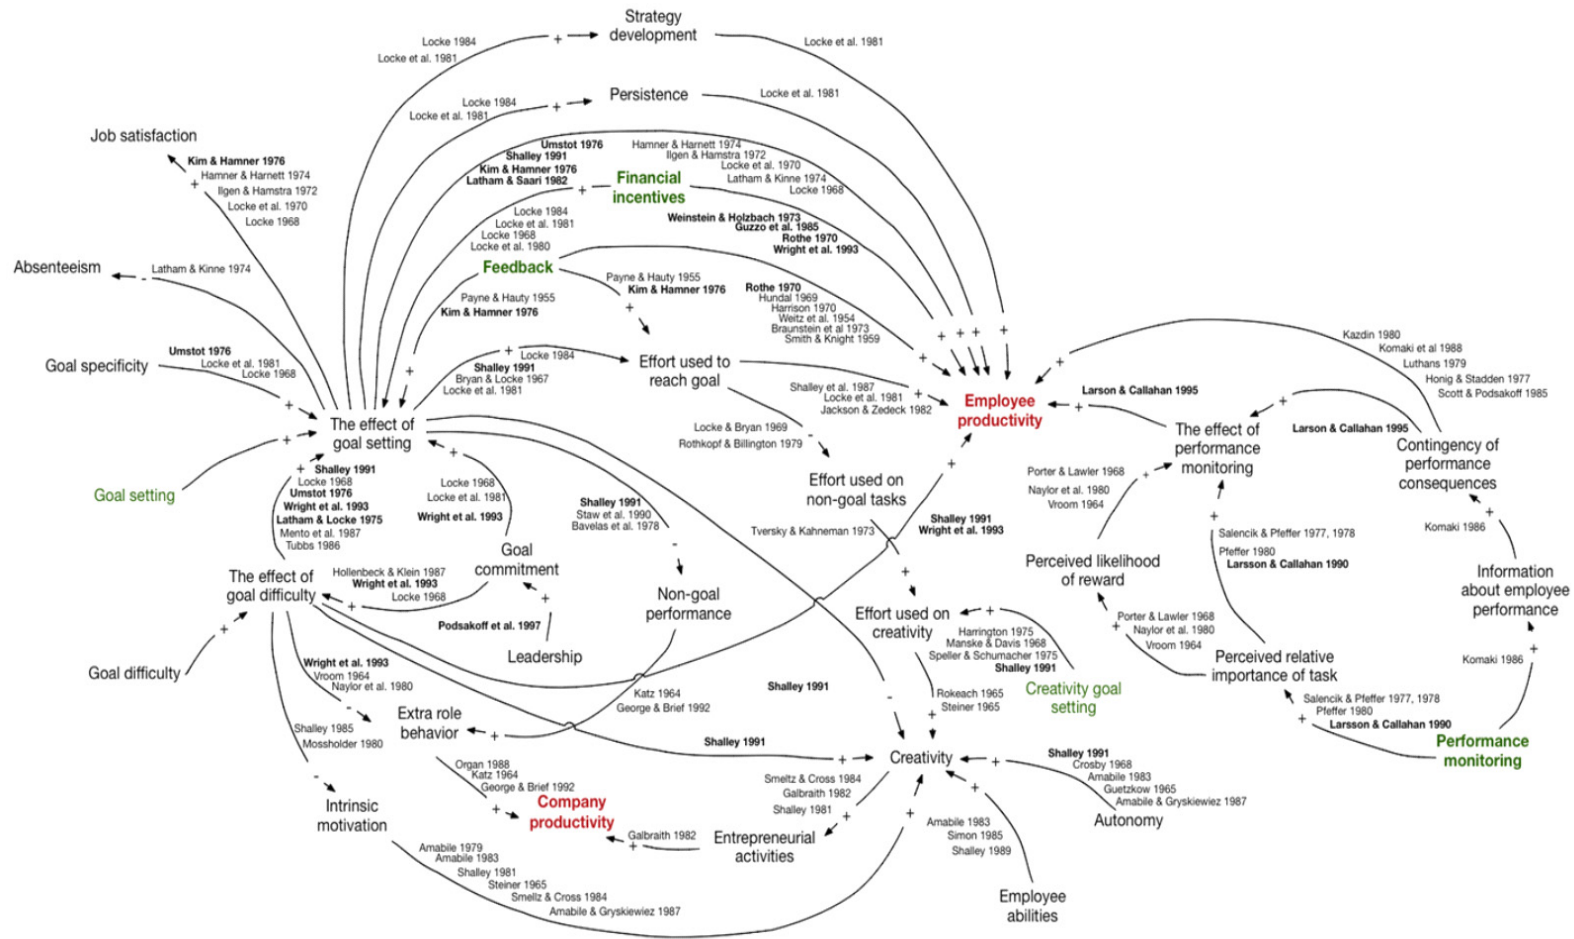 Strategy
development
Locke 1984
Locke et al. 1981
+
Locke et al. 1981
Persistence
Locke 1984
Locke et al. 1981
+
Locke et al. 1981
Job satisfaction
Kim & Hamner 1976
+
Hamner & Harnett 1974
Ilgen & Hamstra 1972
Locke et al. 1970
Locke 1968
Umstot 1976
Shalley 1991
Kim & Hamner 1976
Latham & Saari 1982
Hamner & Harnett 1974
Ilgen & Hamstra 1972
Locke et al. 1970
Latham & Kinne 1974
Locke 1968
+
Financial
incentives
Locke 1984
Locke et al. 1981
Locke 1968
Locke et al. 1980
Weinstein & Holzbach 1973
Guzzo et al. 1985
Rothe 1970
Wright et al. 1993
Absenteeism
-
Latham & Kinne 1974
Feedback
Payne & Hauty 1955
Kim & Hamner 1976
+
Payne & Hauty 1955
Kim & Hamner 1976
+
Rothe 1970
Hundal 1969
Harrison 1970
Weitz et al. 1954
Braunstein et al 1973
Smith & Knight 1959
+
+
+
+
+
Goal specificity
Umstot 1976
Locke et al. 1981
Locke 1968
+
+
Locke 1984
Shalley 1991
Bryan & Locke 1967
Locke et al. 1981
Effort used to
reach goal
Shalley et al. 1987
Locke et al. 1981
Jackson & Zedeck 1982
+
Employee
productivity
+
Kazdin 1980
Komaki et al 1988
Luthans 1979
Honig & Stadden 1977
Scott & Podsakoff 1985
Larson & Callahan 1995
+
+
Larson & Callahan 1995
The effect of
goal setting
+
Goal setting
Locke & Bryan 1969
Rothkopf & Billington 1979
-
Effort used on
non-goal tasks
The effect of
performance
monitoring
Contingency of
performance
consequences
+
Shalley 1991
Locke 1968
Umstot 1976
Wright et al. 1993
Latham & Locke 1975
Mento et al. 1987
Tubbs 1986
+
Locke 1968
Locke et al. 1981
Wright et al. 1993
Shalley 1991
Staw et al. 1990
Bavelas et al. 1978
-
+
Shalley 1991
Wright et al. 1993
Tversky & Kahneman 1973
+
Porter & Lawler 1968
+
Naylor et al. 1980
Vroom 1964
+
Salencik & Pfeffer 1977, 1978
Pfeffer 1980
Larsson & Callahan 1990
Komaki 1986
+
Goal
commitment
The effect of
goal difficulty
Hollenbeck & Klein 1987
Wright et al. 1993
Locke 1968
+
+
Podsakoff et al. 1997
Leadership
Non-goal
performance
Effort used on
creativity
+
Harrington 1975
Manske & Davis 1968
Speller & Schumacher 1975
Shalley 1991
Creativity goal
setting
Perceived likelihood
of reward
Porter & Lawler 1968
+
Naylor et al. 1980
Vroom 1964
Information
about employee
performance
+
Komaki 1986
Perceived relative
importance of task
Salencik & Pfeffer 1977, 1978
Pfeffer 1980
+
Larsson & Callahan 1990
Performance
monitoring
+
Goal difficulty
Wright et al. 1993
Vroom 1964
Naylor et al. 1980
-
Katz 1964
George & Brief 1992
+
Shalley 1991
-
Rokeach 1965
Steiner 1965
+
Extra role
behavior
Shalley 1985
Mossholder 1980
-
Shalley 1991
+
Creativity
+
Shalley 1991
Crosby 1968
Amabile 1983
Guetzkow 1965
Amabile & Gryskiewiez 1987
Autonomy
Organ 1988
Katz 1964
George & Brief 1992
+
Company
productivity
Smeltz & Cross 1984
Galbraith 1982
Shalley 1981
+
Galbraith 1982
+
Entrepreneurial
activities
Intrinsic
motivation
Amabile 1979
Amabile 1983
Shalley 1981
Steiner 1965
Smellz & Cross 1984
Amabile & Gryskiewiez 1987
+
+
Amabile 1983
Simon 1985
Shalley 1989
Employee
abilities